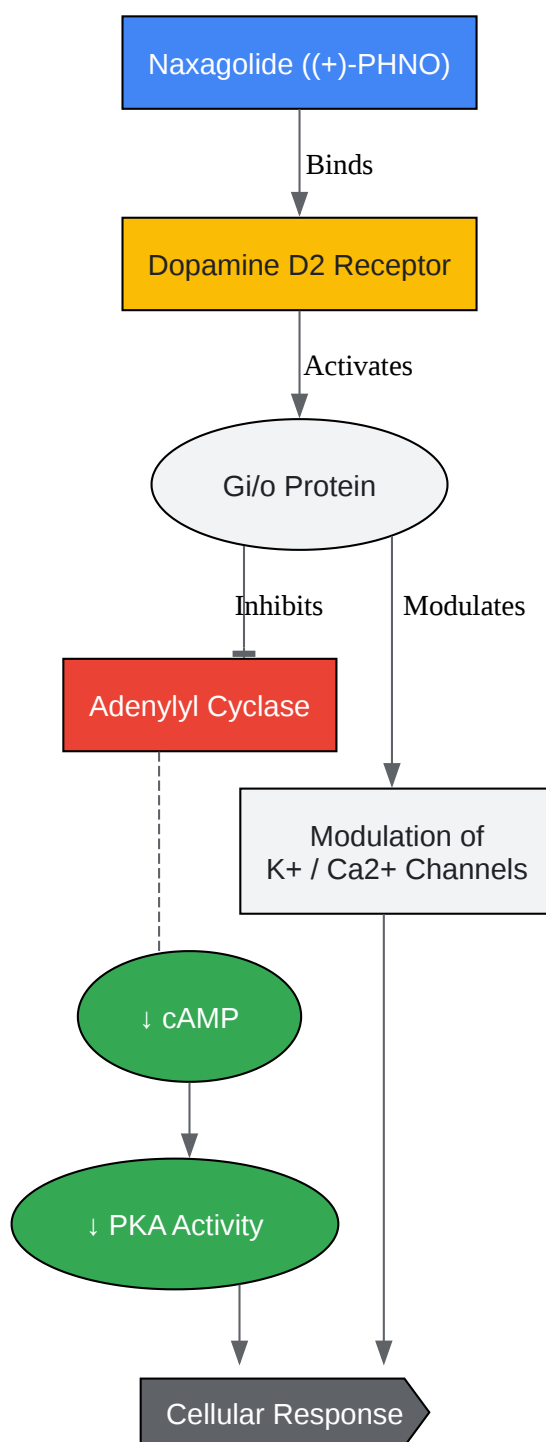 Naxagolide ((+)-PHNO)
Binds
Dopamine D2 Receptor
Activates
Gi/o Protein
Inhibits
Modulates
Adenylyl Cyclase
Modulation of
K+ / Ca2+ Channels
↓ cAMP
↓ PKA Activity
Cellular Response